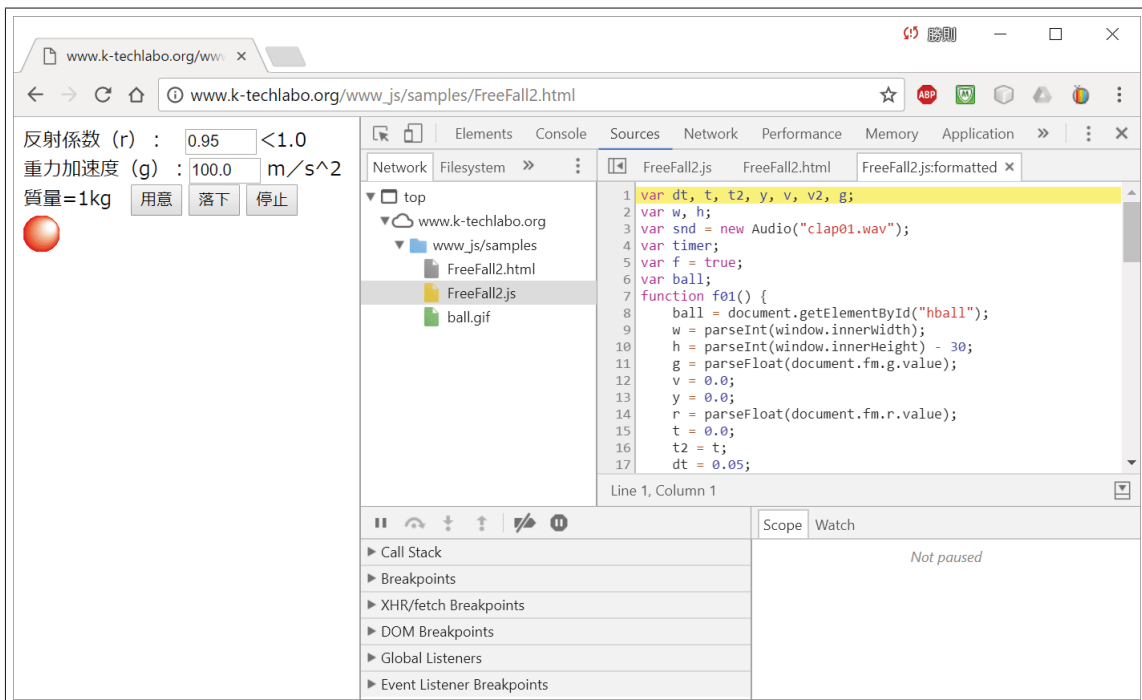 勝則
www.k-techlabo.org/www
www.k-techlabo.org/www_js/samples/FreeFall2.html
ABP
反射係数（r）： 0.95 <1.0
重力加速度（g）：100.0 m／s^2
質量=1kg 用意 落下 停止
Elements Console Sources Network Performance Memory Application »
Network Filesystem »
top
www.k-techlabo.org
www_js/samples
FreeFall2.html
FreeFall2.js
ball.gif
FreeFall2.js FreeFall2.html FreeFall2.js:formatted ×
1 var dt, t, t2, y, v, v2, g;
2 var w, h;
3 var snd = new Audio("clap01.wav");
4 var timer;
5 var f = true;
6 var ball;
7 function f01() {
8 ball = document.getElementById("hball");
9 w = parseInt(window.innerWidth);
10 h = parseInt(window.innerHeight) - 30;
11 g = parseFloat(document.fm.g.value);
12 v = 0.0;
13 y = 0.0;
14 r = parseFloat(document.fm.r.value);
15 t = 0.0;
16 t2 = t;
17 dt = 0.05;
Line 1, Column 1
Call Stack
Breakpoints
XHR/fetch Breakpoints
DOM Breakpoints
Global Listeners
Event Listener Breakpoints
Scope Watch
Not paused